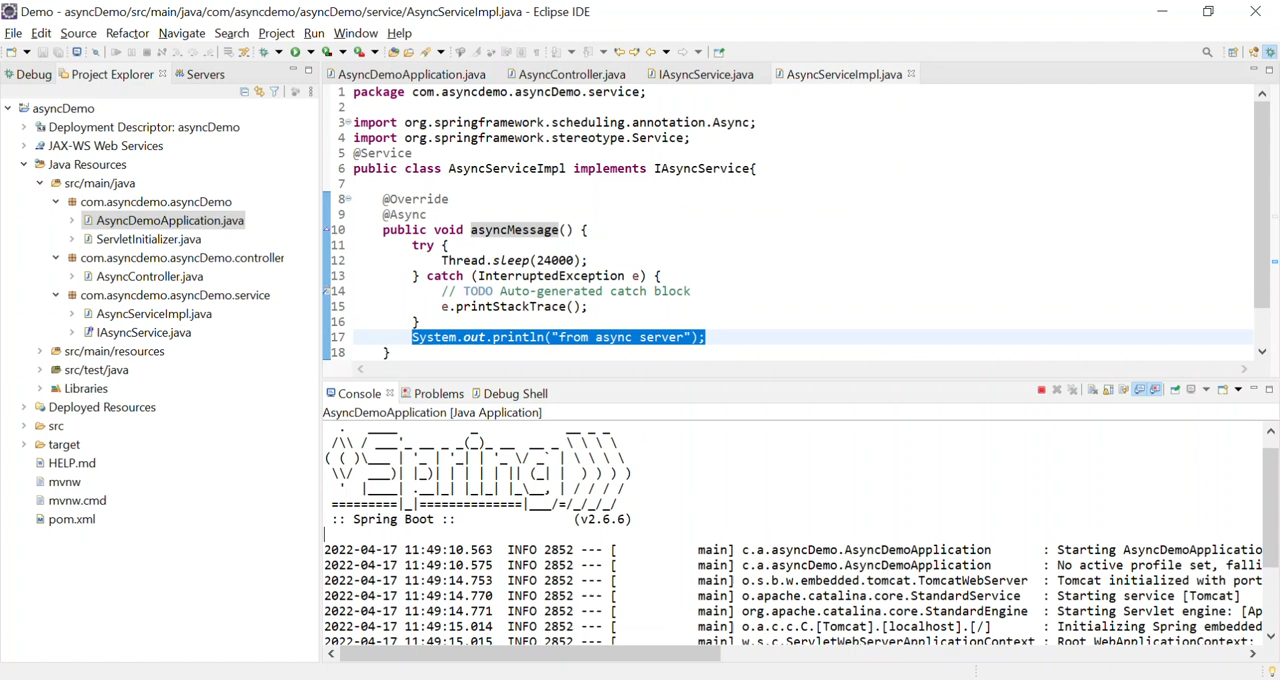 Demo - asyncDemo/src/main/java/com/asyncdemo/asyncDemo/service/AsyncServiceImpl.java - Eclipse IDE
File Edit Source Refactor Navigate Search Project Run Window Help
Debug Project Explorer Servers
AsyncDemoApplication.java AsyncController.java IAsyncService.java AsyncServiceImpl.java
asyncDemo
Deployment Descriptor: asyncDemo
JAX-WS Web Services
Java Resources
src/main/java
com.asyncdemo.asyncDemo
AsyncDemoApplication.java
ServletInitializer.java
com.asyncdemo.asyncDemo.controller
AsyncController.java
com.asyncdemo.asyncDemo.service
AsyncServiceImpl.java
IAsyncService.java
src/main/resources
src/test/java
Libraries
Deployed Resources
src
target
HELP.md
mvnw
mvnw.cmd
pom.xml
1 package com.asyncdemo.asyncDemo.service;
2
3 import org.springframework.scheduling.annotation.Async;
4 import org.springframework.stereotype.Service;
5 @Service
6 public class AsyncServiceImpl implements IAsyncService{
7
8 @Override
9 @Async
10 public void asyncMessage() {
11 try {
12 Thread.sleep(24000);
13 } catch (InterruptedException e) {
14 // TODO Auto-generated catch block
15 e.printStackTrace();
16 }
17 System.out.println("from async server");
18 }
Console Problems Debug Shell
AsyncDemoApplication [Java Application]
:: Spring Boot :: (v2.6.6)
2022-04-17 11:49:10.563 INFO 2852 --- [ main] c.a.asyncDemo.AsyncDemoApplication : Starting AsyncDemoApplicatio
2022-04-17 11:49:10.575 INFO 2852 --- [ main] c.a.asyncDemo.AsyncDemoApplication : No active profile set, falli
2022-04-17 11:49:14.753 INFO 2852 --- [ main] o.s.b.w.embedded.tomcat.TomcatWebServer : Tomcat initialized with port
2022-04-17 11:49:14.770 INFO 2852 --- [ main] o.apache.catalina.core.StandardService : Starting service [Tomcat]
2022-04-17 11:49:14.771 INFO 2852 --- [ main] org.apache.catalina.core.StandardEngine : Starting Servlet engine: [Ap
2022-04-17 11:49:15.014 INFO 2852 --- [ main] o.a.c.c.C.[Tomcat].[localhost].[/] : Initializing Spring embedded
2022-04-17 11:49:15.015 INFO 2852 --- [ main] w.s.c.ServletWebServerApplicationContext : Root WebApplicationContext: